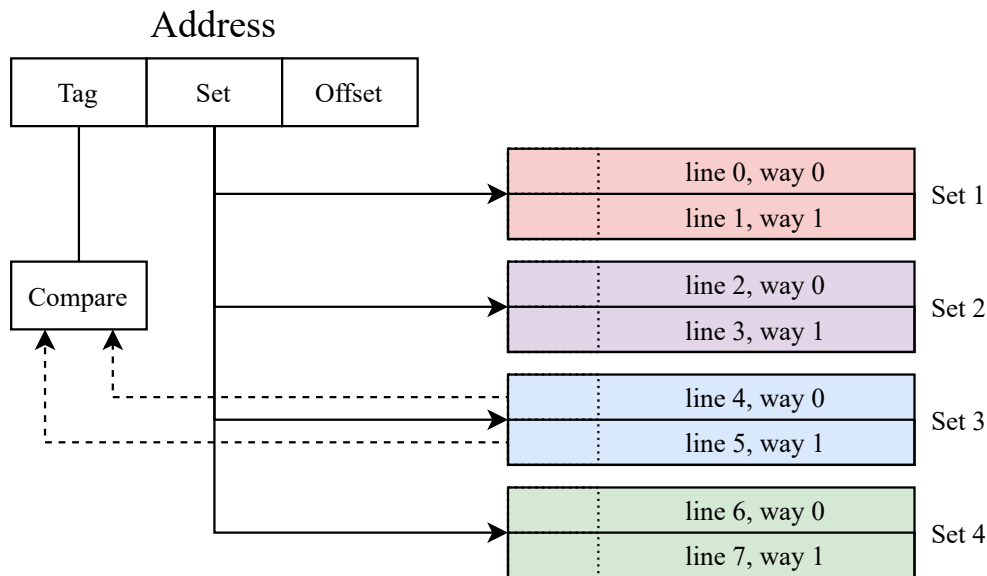 Address
Tag Set Offset
line 0, way 0
line 1, way 1
Set 1
Compare
line 2, way 0
line 3, way 1
Set 2
line 4, way 0
line 5, way 1
Set 3
line 6, way 0
line 7, way 1
Set 4